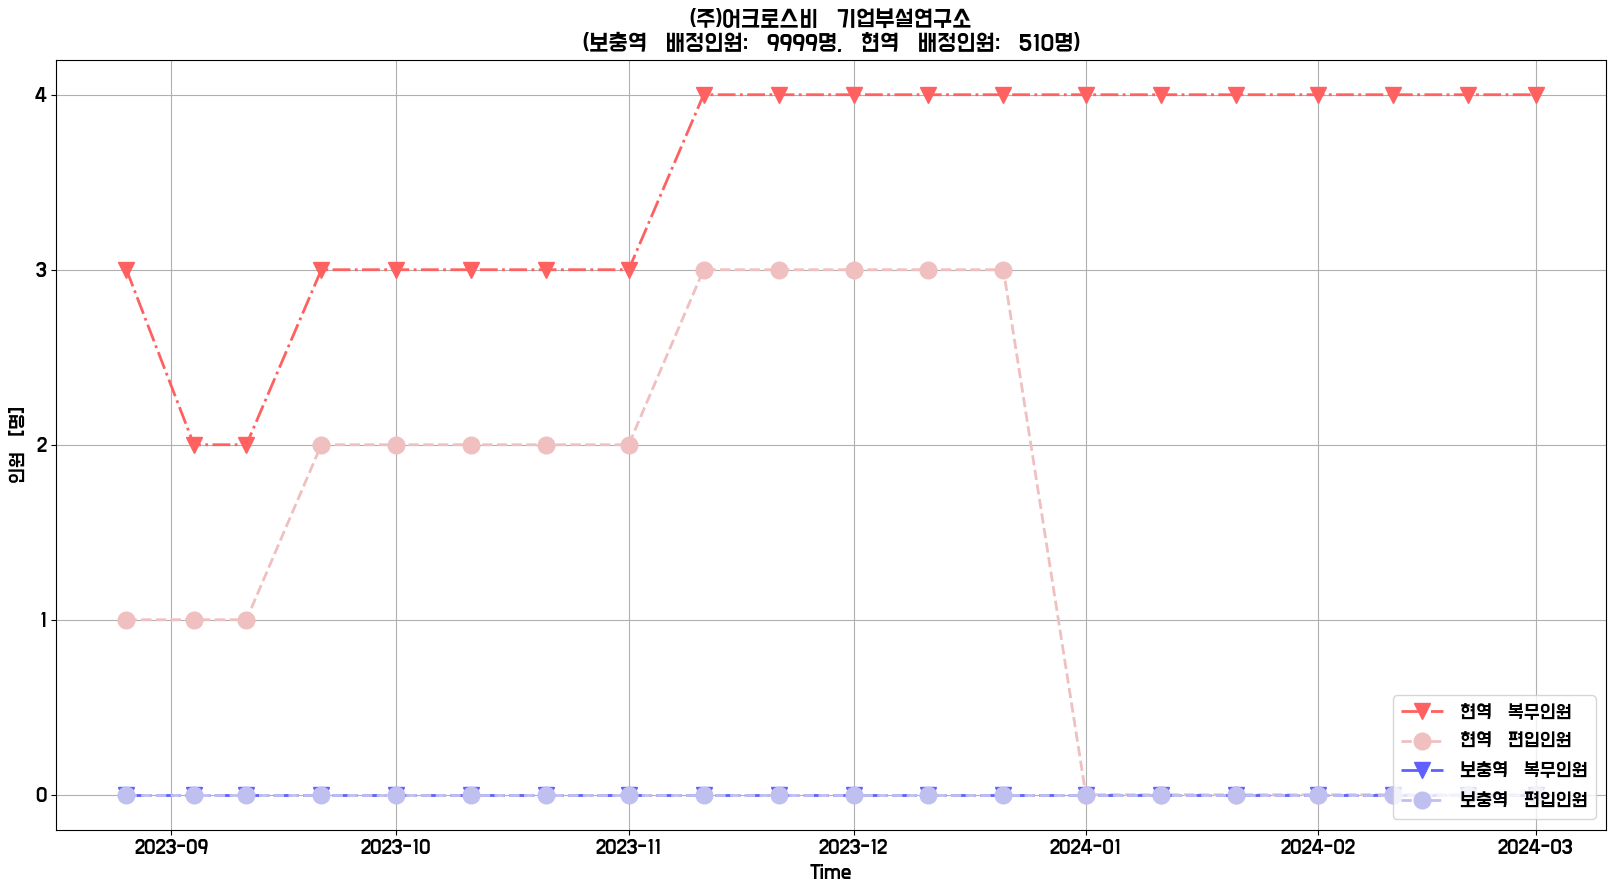 (주)어크로스비 기업부설연구소
(보충역 배정인원: 9999명, 현역 배정인원: 510명)
4
3
2
1
0
인원 [명]
2023-09
2023-10
2023-11
2023-12
2024-01
2024-02
2024-03
Time
현역 복무인원
현역 편입인원
보충역 복무인원
보충역 편입인원